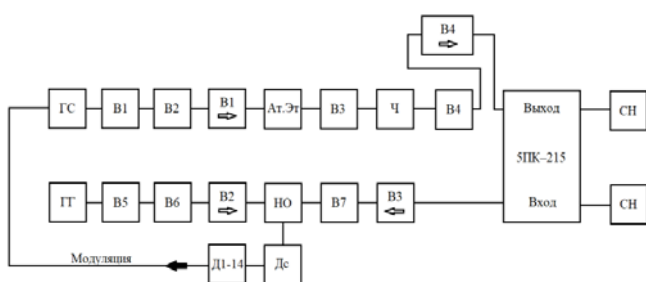 В4
ГС
В1
В2
В1
Ат.Эт
В3
Ч
В4
Выход
СН
5ПК–215
ГГ
В5
В6
В2
НО
В7
В3
Вход
СН
Модуляция
Д1-14
Дс